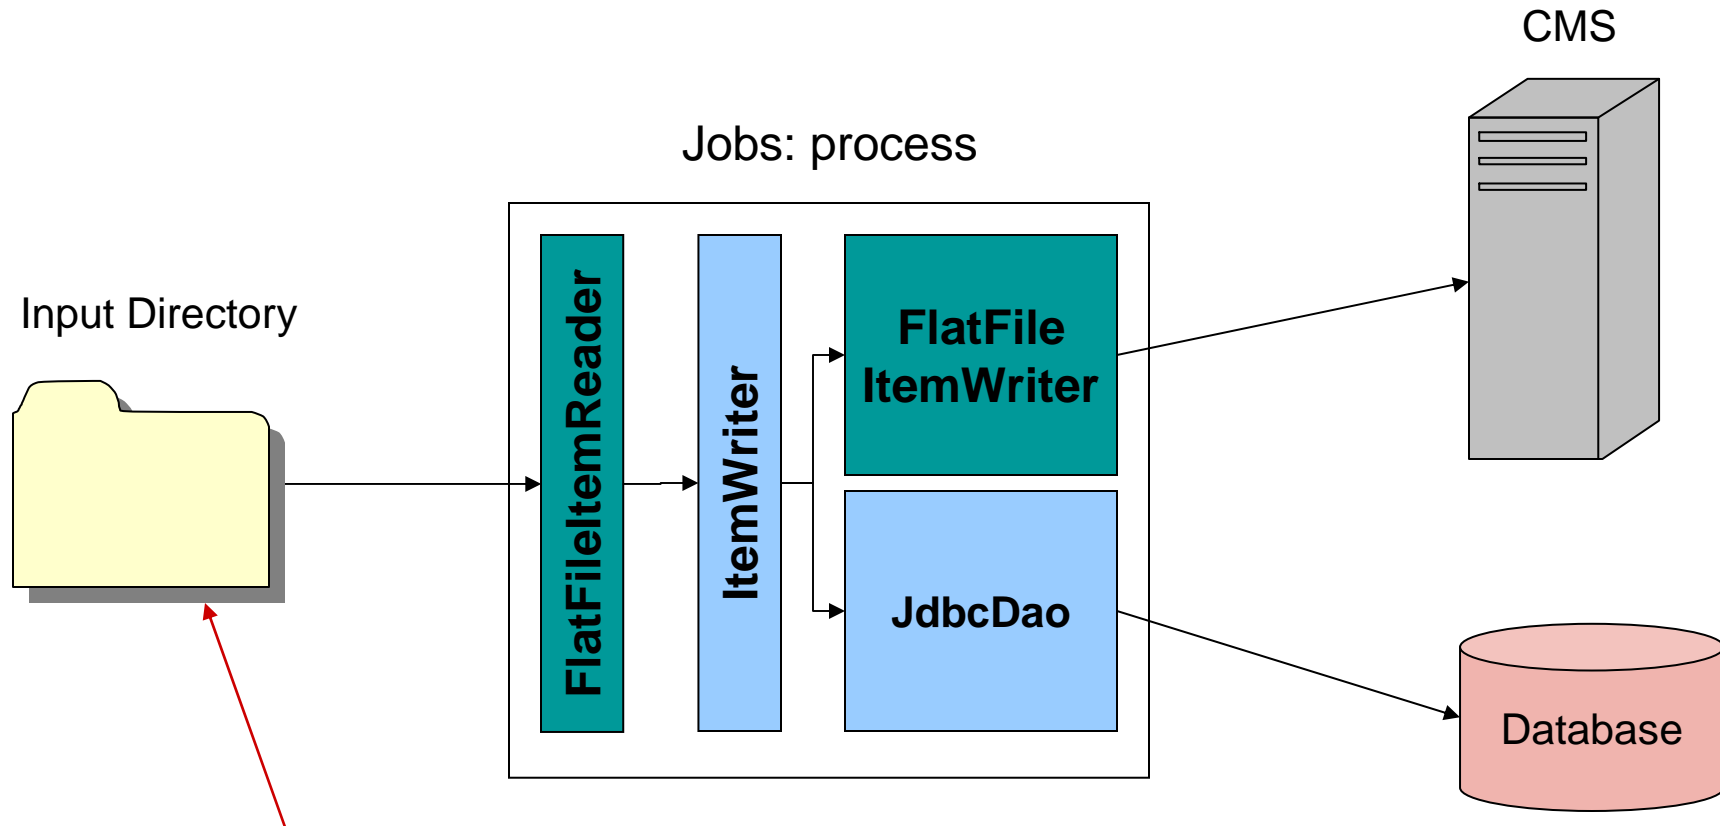 CMS
Jobs: process
Input Directory
FlatFileItemReader
ItemWriter
FlatFile
ItemWriter
JdbcDao
Database